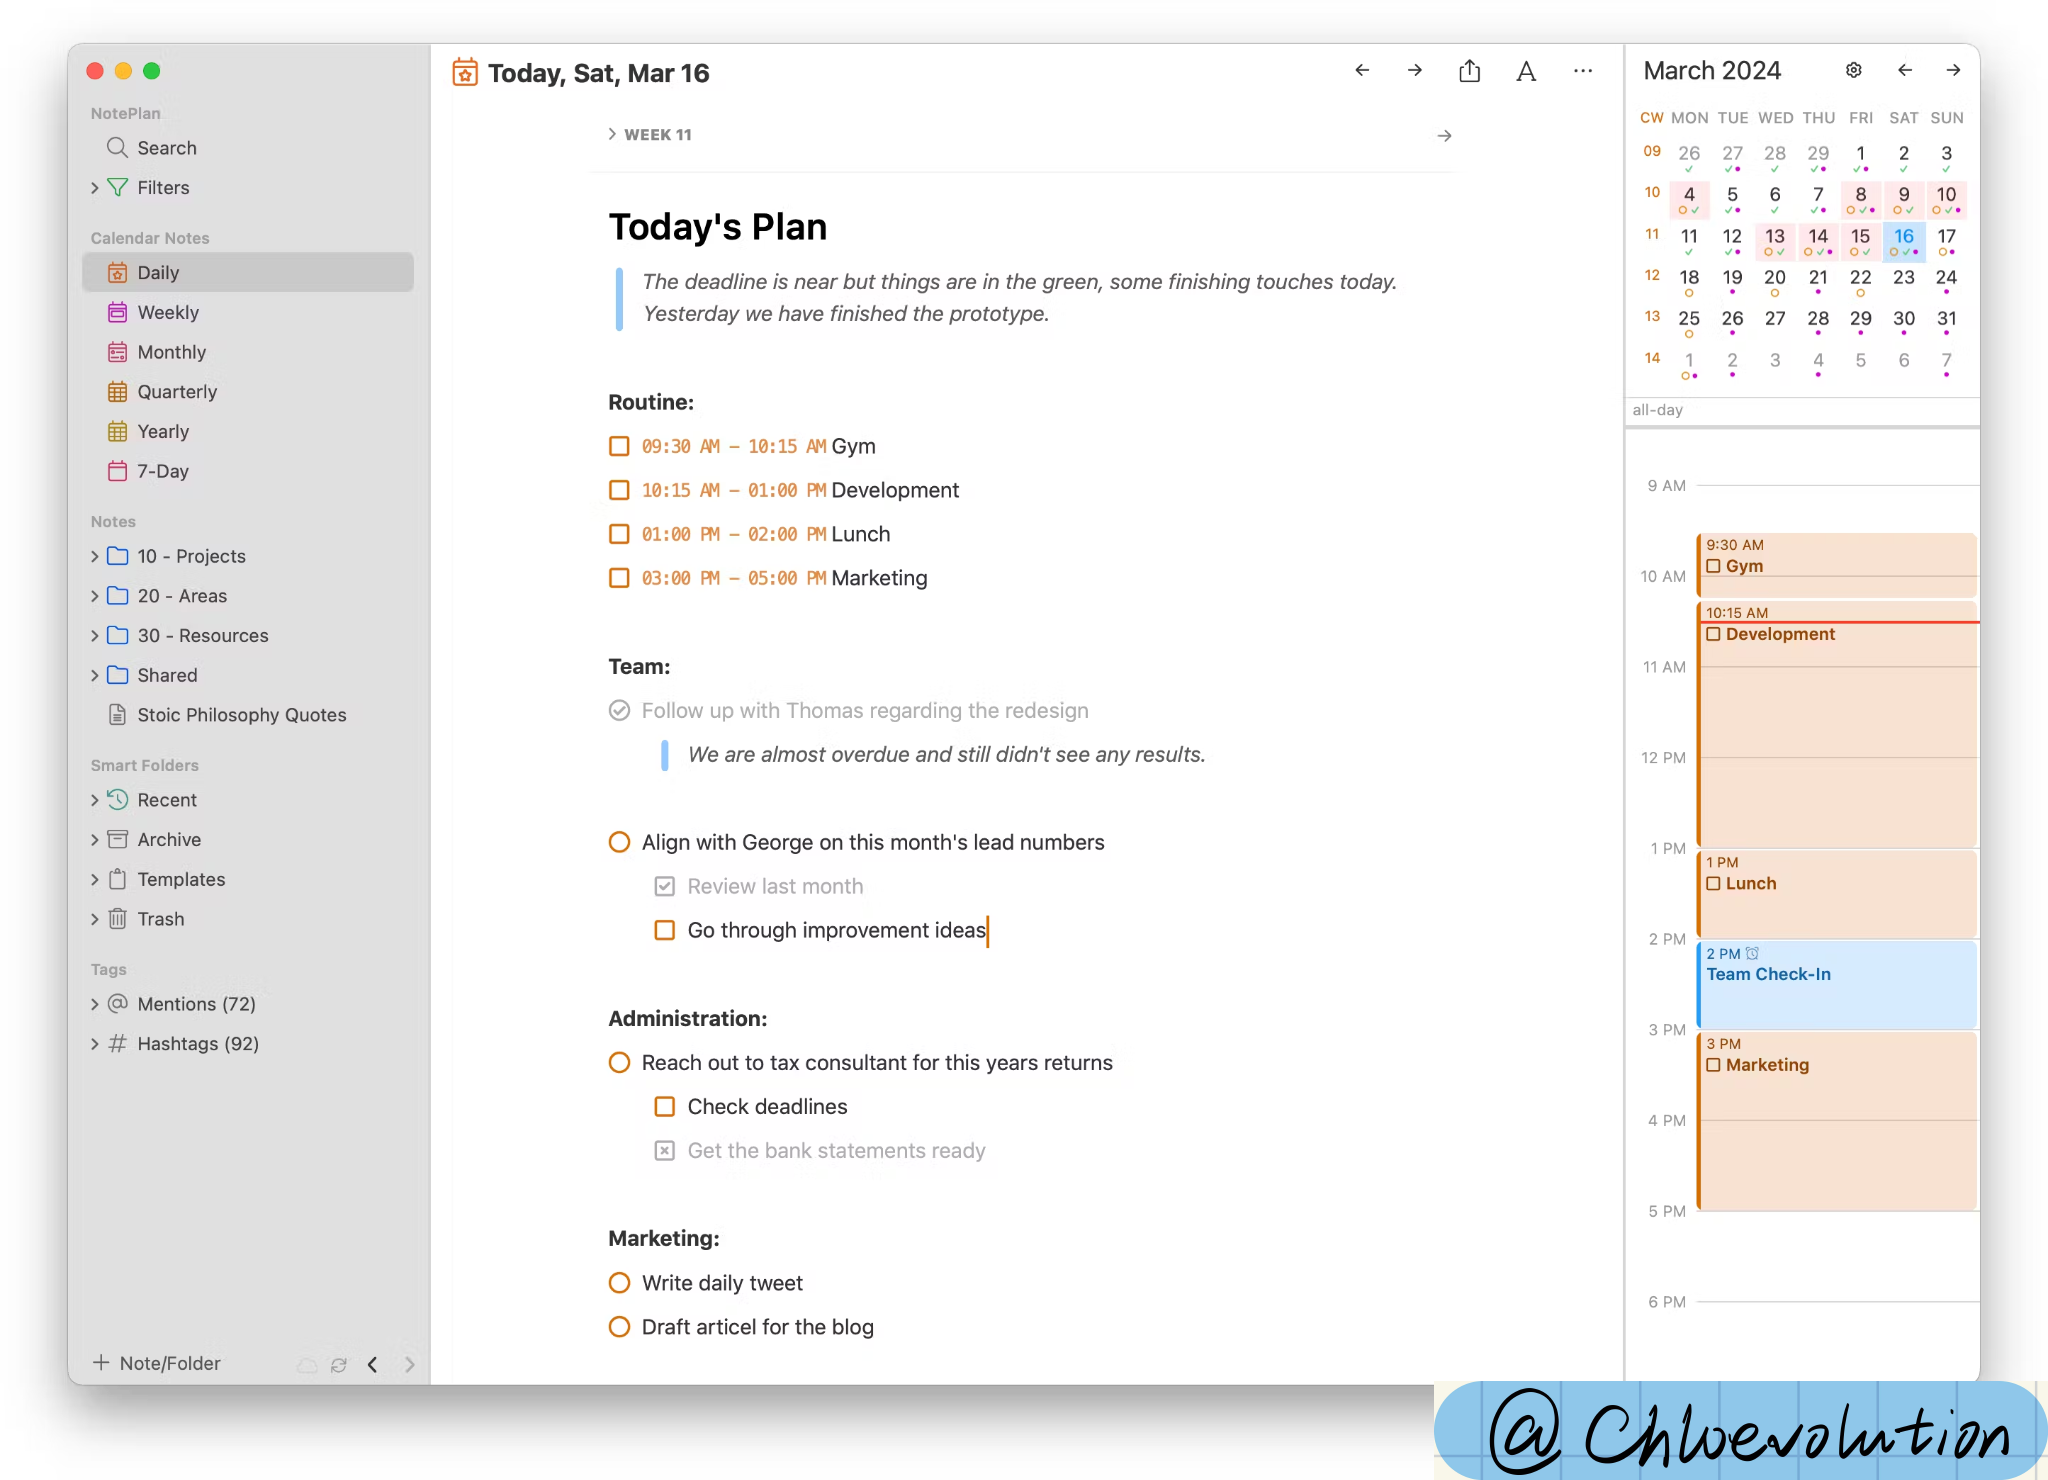 NotePlan
Search
Filters
Calendar Notes
Daily
Weekly
Monthly
Quarterly
Yearly
7-Day
Notes
10 - Projects
20 - Areas
30 - Resources
Shared
Stoic Philosophy Quotes
Smart Folders
Recent
Archive
Templates
Trash
Tags
Mentions (72)
Hashtags (92)
Note/Folder
Today, Sat, Mar 16
WEEK 11
Today's Plan
The deadline is near but things are in the green, some finishing touches today.
Yesterday we have finished the prototype.
Routine:
09:30 AM – 10:15 AM Gym
10:15 AM – 01:00 PM Development
01:00 PM – 02:00 PM Lunch
03:00 PM – 05:00 PM Marketing
Team:
Follow up with Thomas regarding the redesign
We are almost overdue and still didn't see any results.
Align with George on this month's lead numbers
Review last month
Go through improvement ideas
Administration:
Reach out to tax consultant for this years returns
Check deadlines
Get the bank statements ready
Marketing:
Write daily tweet
Draft articel for the blog
March 2024
CW MON TUE WED THU FRI SAT SUN
09 26 27 28 29 1 2 3
10 4 5 6 7 8 9 10
11 11 12 13 14 15 16 17
12 18 19 20 21 22 23 24
13 25 26 27 28 29 30 31
14 1 2 3 4 5 6 7
all-day
9 AM
9:30 AM
Gym
10 AM
10:15 AM
Development
11 AM
12 PM
1 PM
1 PM
Lunch
2 PM
2 PM
Team Check-In
3 PM
3 PM
Marketing
4 PM
5 PM
6 PM
@Chloevolution